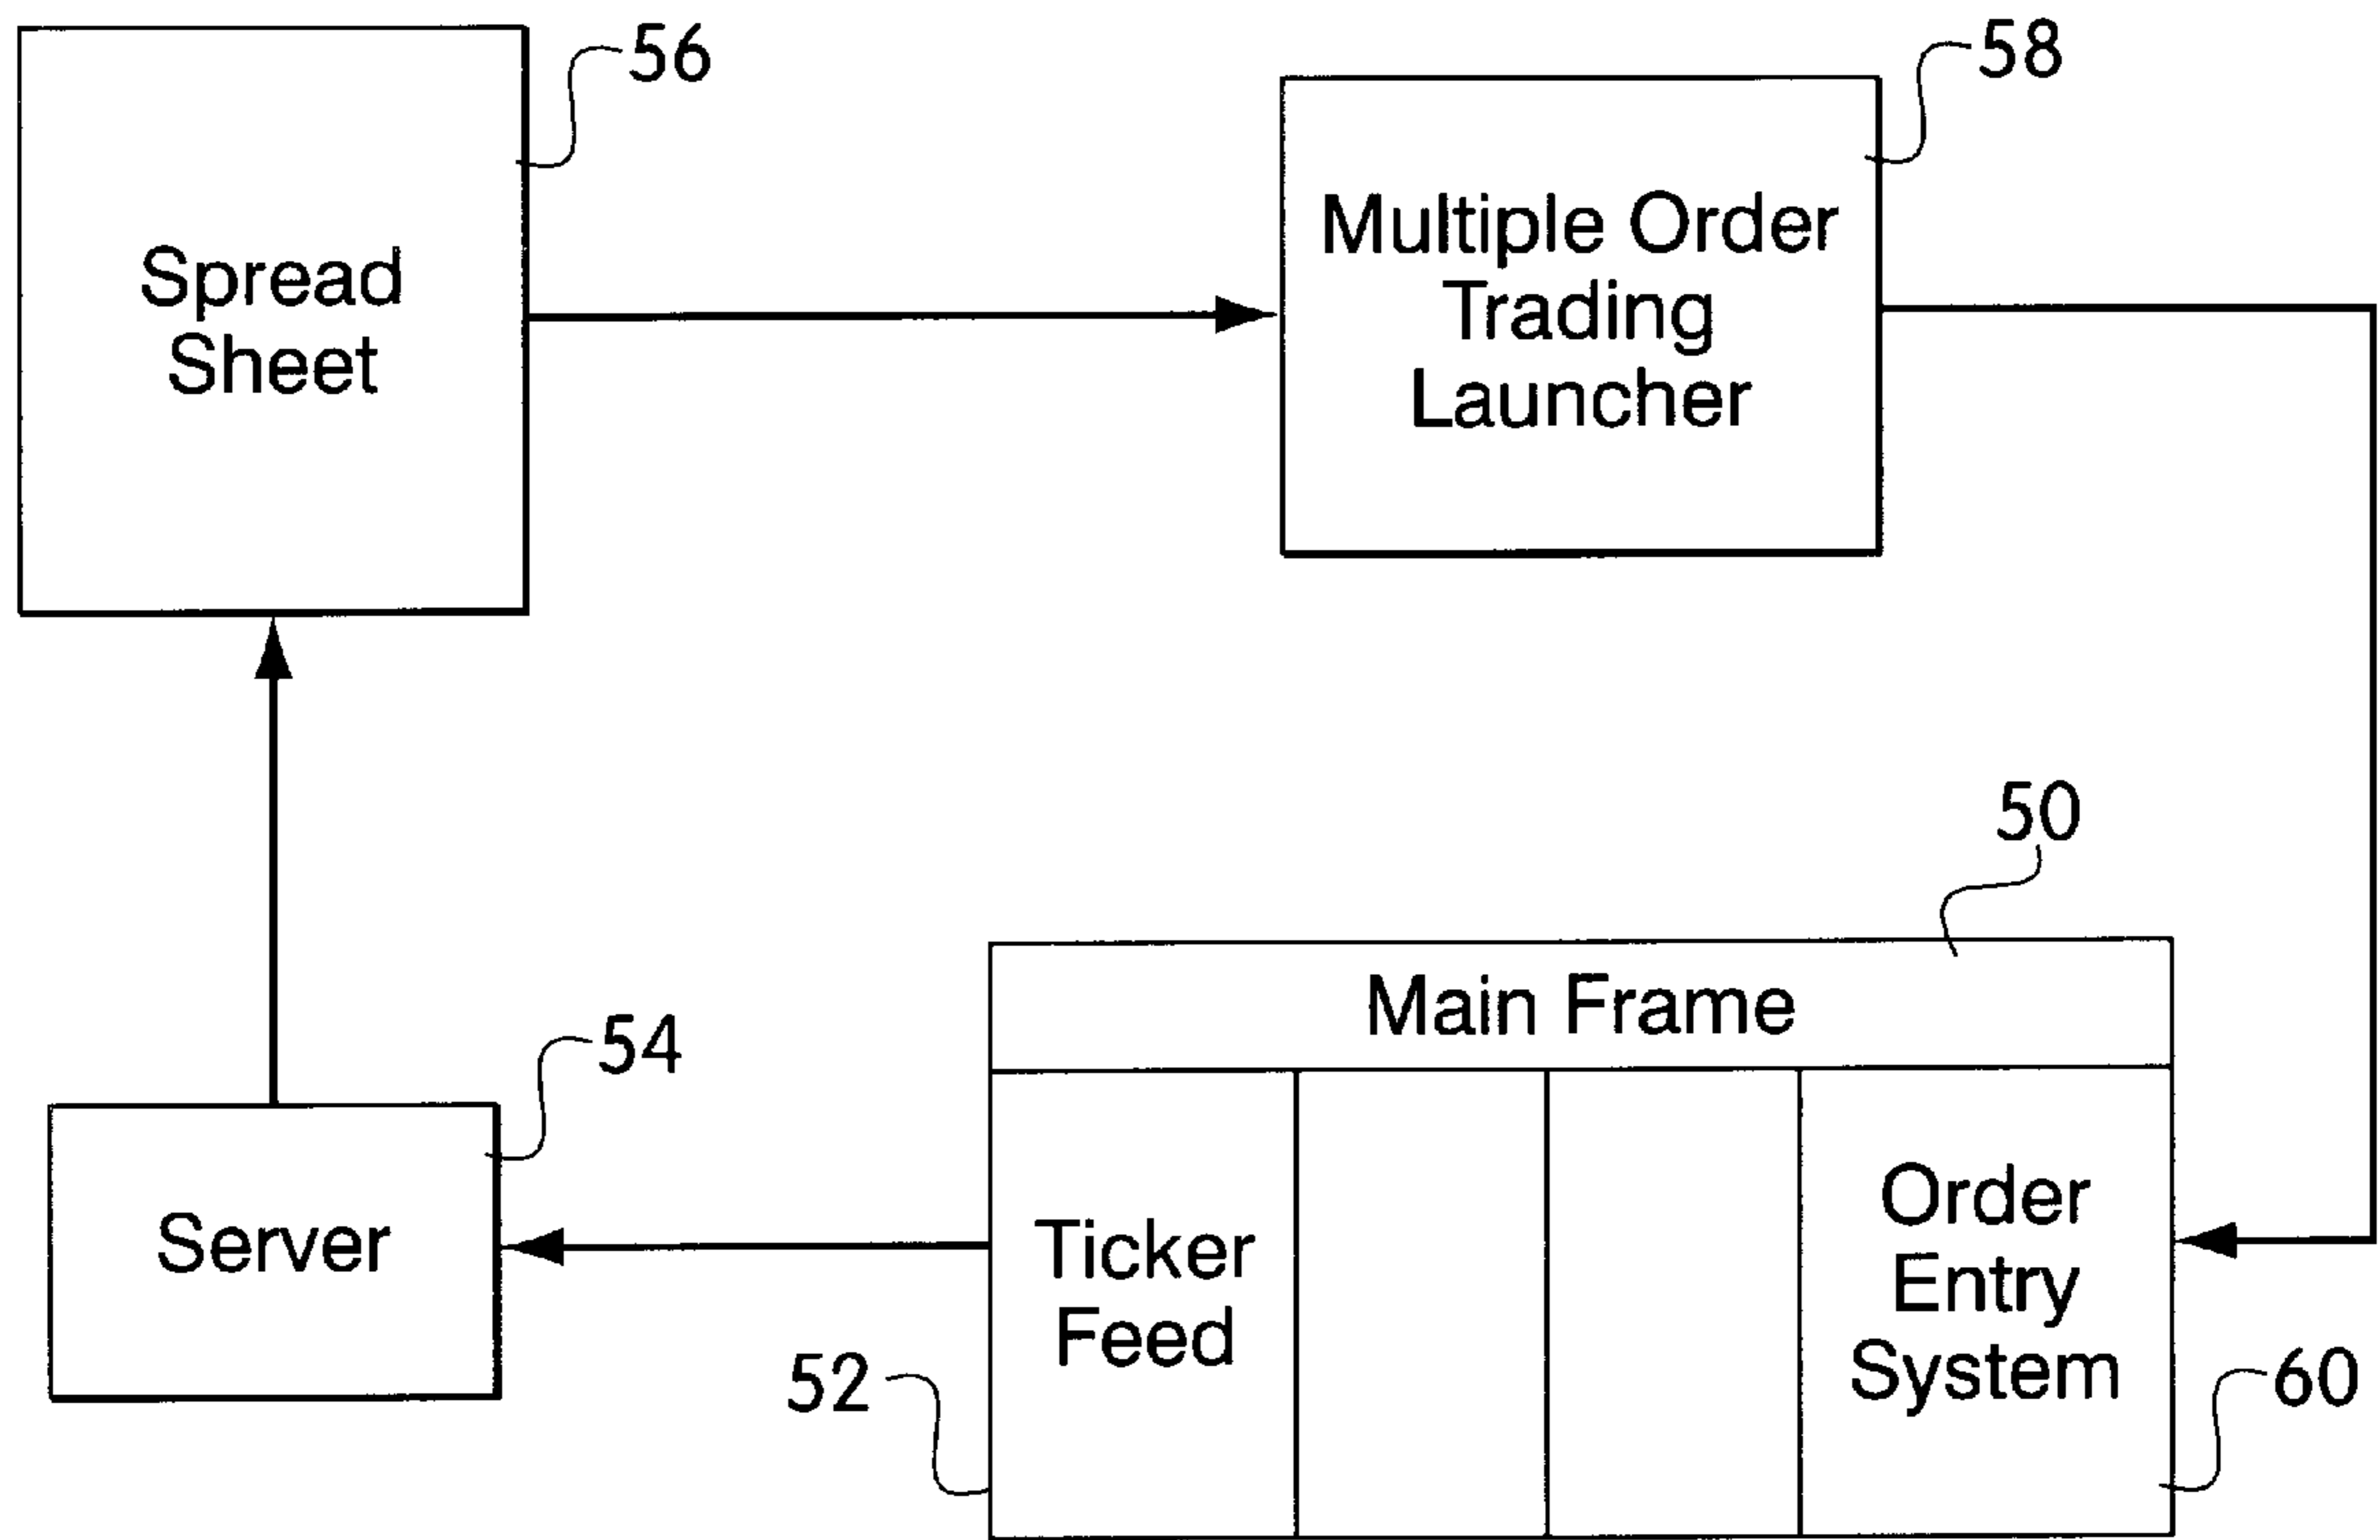 56
Spread
Sheet
58
Multiple Order
Trading
Launcher
50
Main Frame
54
Server
Ticker
Feed
52
Order
Entry
System
60